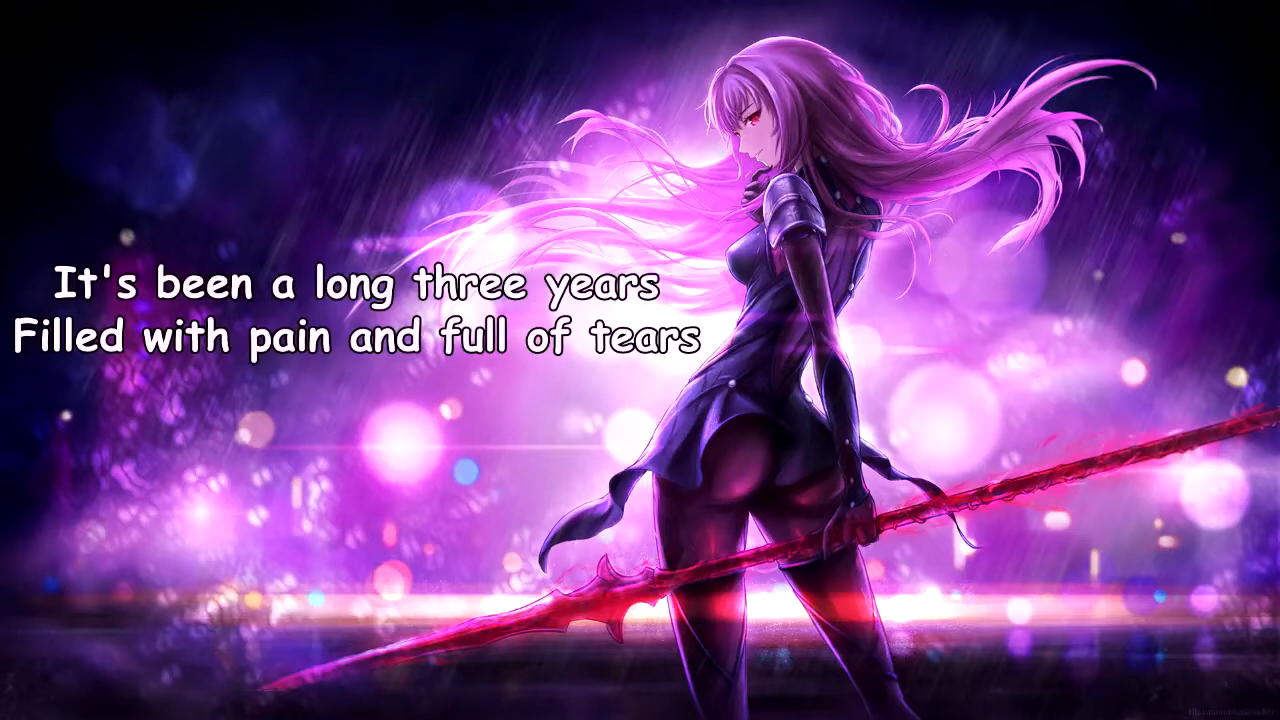 It's been a long three years
Filled with pain and full of tears